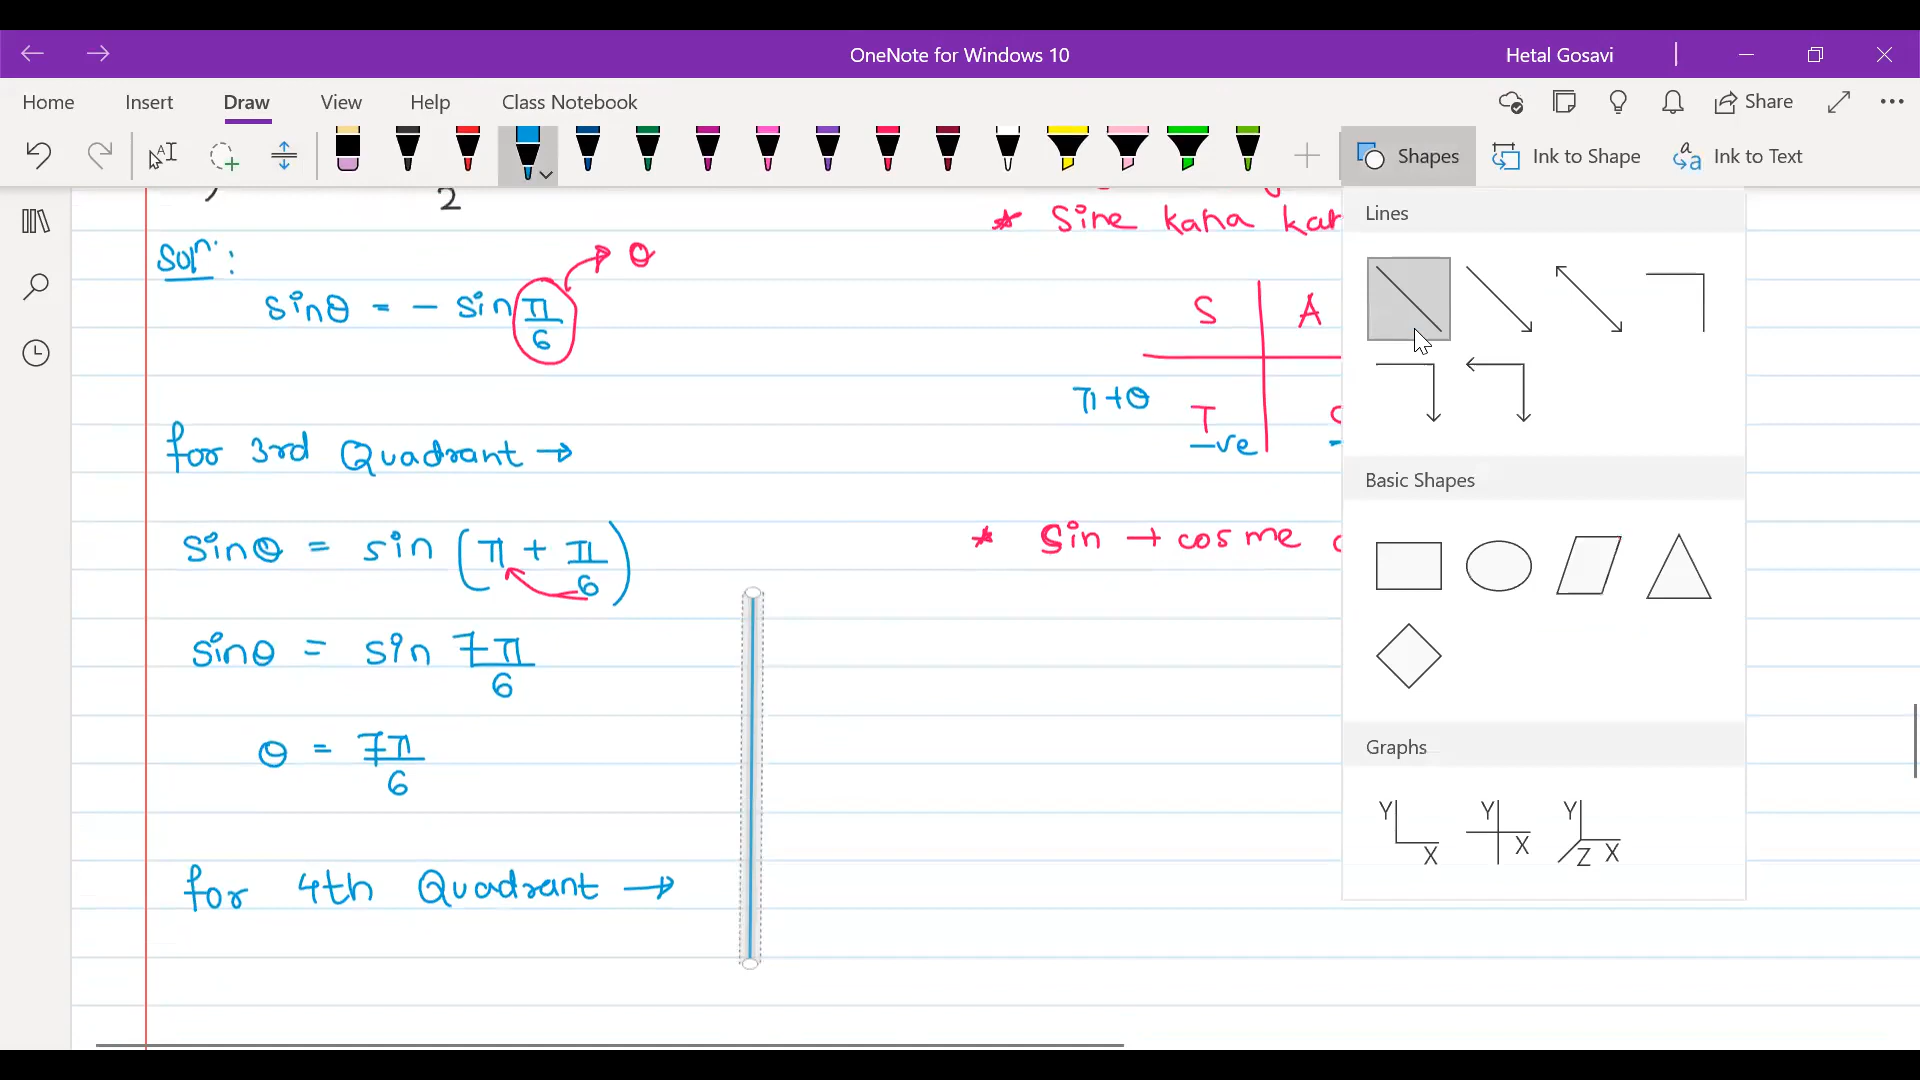 OneNote for Windows 10
Hetal Gosavi
Home Insert Draw View Help Class Notebook
Share
Shapes Ink to Shape Ink to Text
2
Soln. :
θ
sinθ = - sin π/6
for 3rd Quadrant →
sinθ = sin (π + π/6)
sinθ = sin 7π/6
θ = 7π/6
for 4th Quadrant →
* Sine kaha
S A
π+θ
T
-ve
* Sin → cos me
Lines
Basic Shapes
Graphs
Y X
Y X
Y Z X